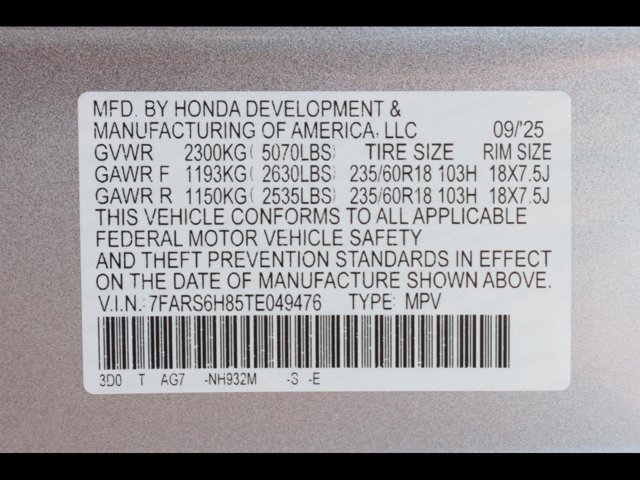 MFD. BY HONDA DEVELOPMENT &
MANUFACTURING OF AMERICA, LLC 09/'25
GVWR 2300KG( 5070LBS) TIRE SIZE RIM SIZE
GAWR F 1193KG( 2630LBS) 235/60R18 103H 18X7.5J
GAWR R 1150KG( 2535LBS) 235/60R18 103H 18X7.5J
THIS VEHICLE CONFORMS TO ALL APPLICABLE
FEDERAL MOTOR VEHICLE SAFETY
AND THEFT PREVENTION STANDARDS IN EFFECT
ON THE DATE OF MANUFACTURE SHOWN ABOVE.
V.I.N.: 7FARS6H85TE049476 TYPE: MPV
3D0 T AG7 -NH932M -S -E